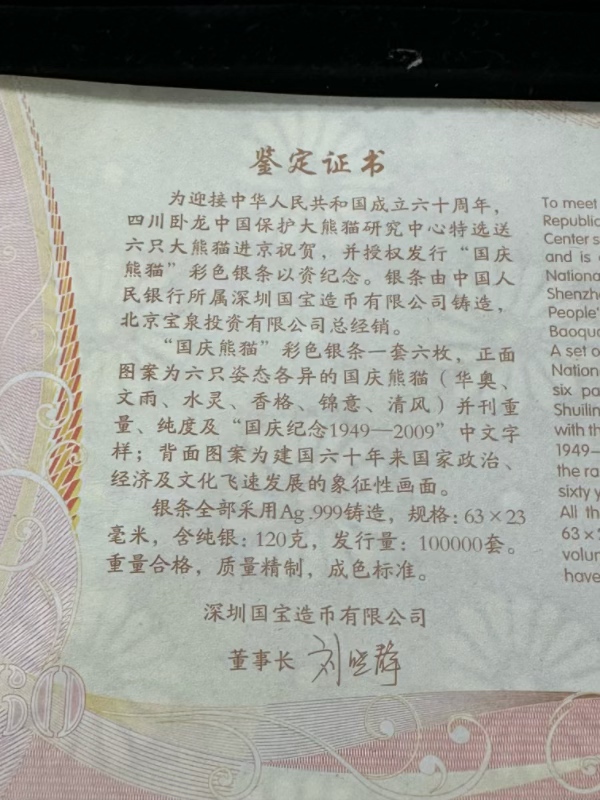 鉴定证书
为迎接中华人民共和国成立六十周年，
四川卧龙中国保护大熊猫研究中心特选送
六只大熊猫进京祝贺，并授权发行“国庆
熊猫”彩色银条以资纪念。银条由中国人
民银行所属深圳国宝造币有限公司铸造，
北京宝泉投资有限公司总经销。
“国庆熊猫”彩色银条一套六枚，正面
图案为六只姿态各异的国庆熊猫（华奥、
文雨、水灵、香格、锦意、清风）并刊重
量、纯度及“国庆纪念1949—2009”中文字
样；背面图案为建国六十年来国家政治、
经济及文化飞速发展的象征性画面。
银条全部采用Ag .999铸造，规格：63×23
毫米，含纯银：120克，发行量：100000套。
重量合格，质量精制，成色标准。
深圳国宝造币有限公司
董事长
To meet
Republic
Center s
and is
National
Shenzhe
People'
Baoqua
A set o
Nation
six pa
Shuilin
with th
1949—
the ra
sixty y
All th
63×
volun
have
60